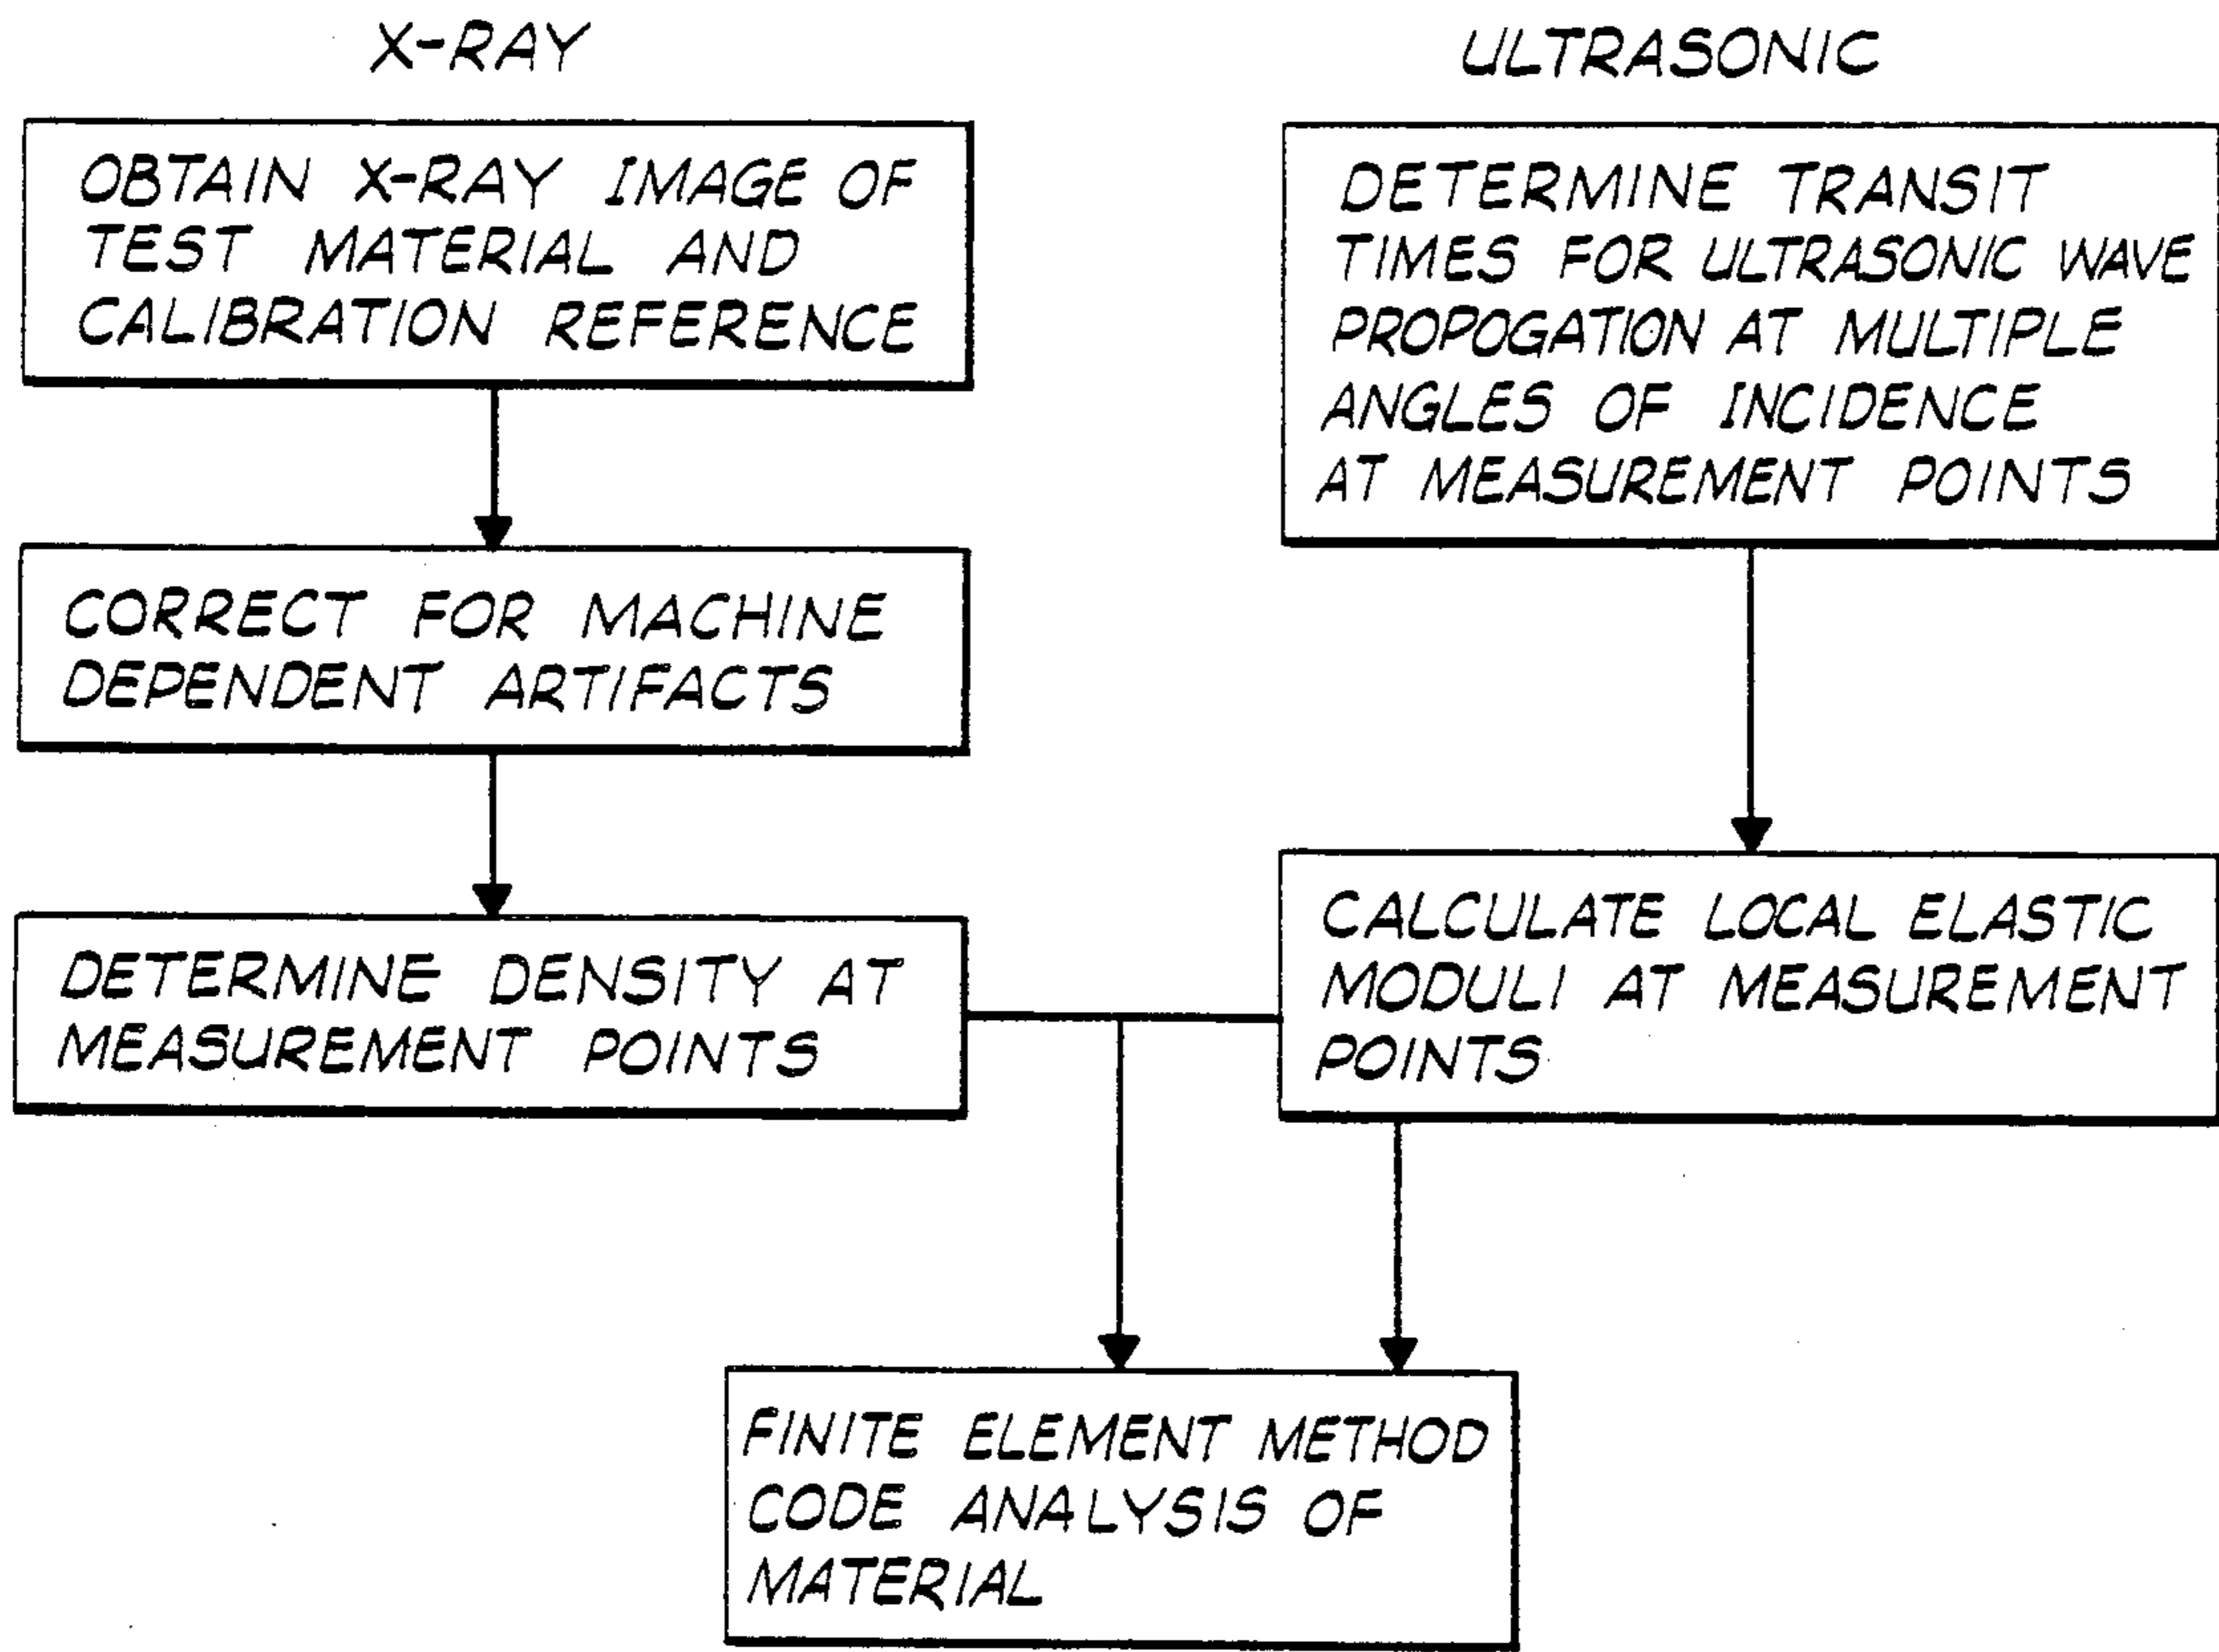 X-RAY
OBTAIN X-RAY IMAGE OF
TEST MATERIAL AND
CALIBRATION REFERENCE
CORRECT FOR MACHINE
DEPENDENT ARTIFACTS
DETERMINE DENSITY AT
MEASUREMENT POINTS
ULTRASONIC
DETERMINE TRANSIT
TIMES FOR ULTRASONIC WAVE
PROPOGATION AT MULTIPLE
ANGLES OF INCIDENCE
AT MEASUREMENT POINTS
CALCULATE LOCAL ELASTIC
MODULI AT MEASUREMENT
POINTS
FINITE ELEMENT METHOD
CODE ANALYSIS OF
MATERIAL